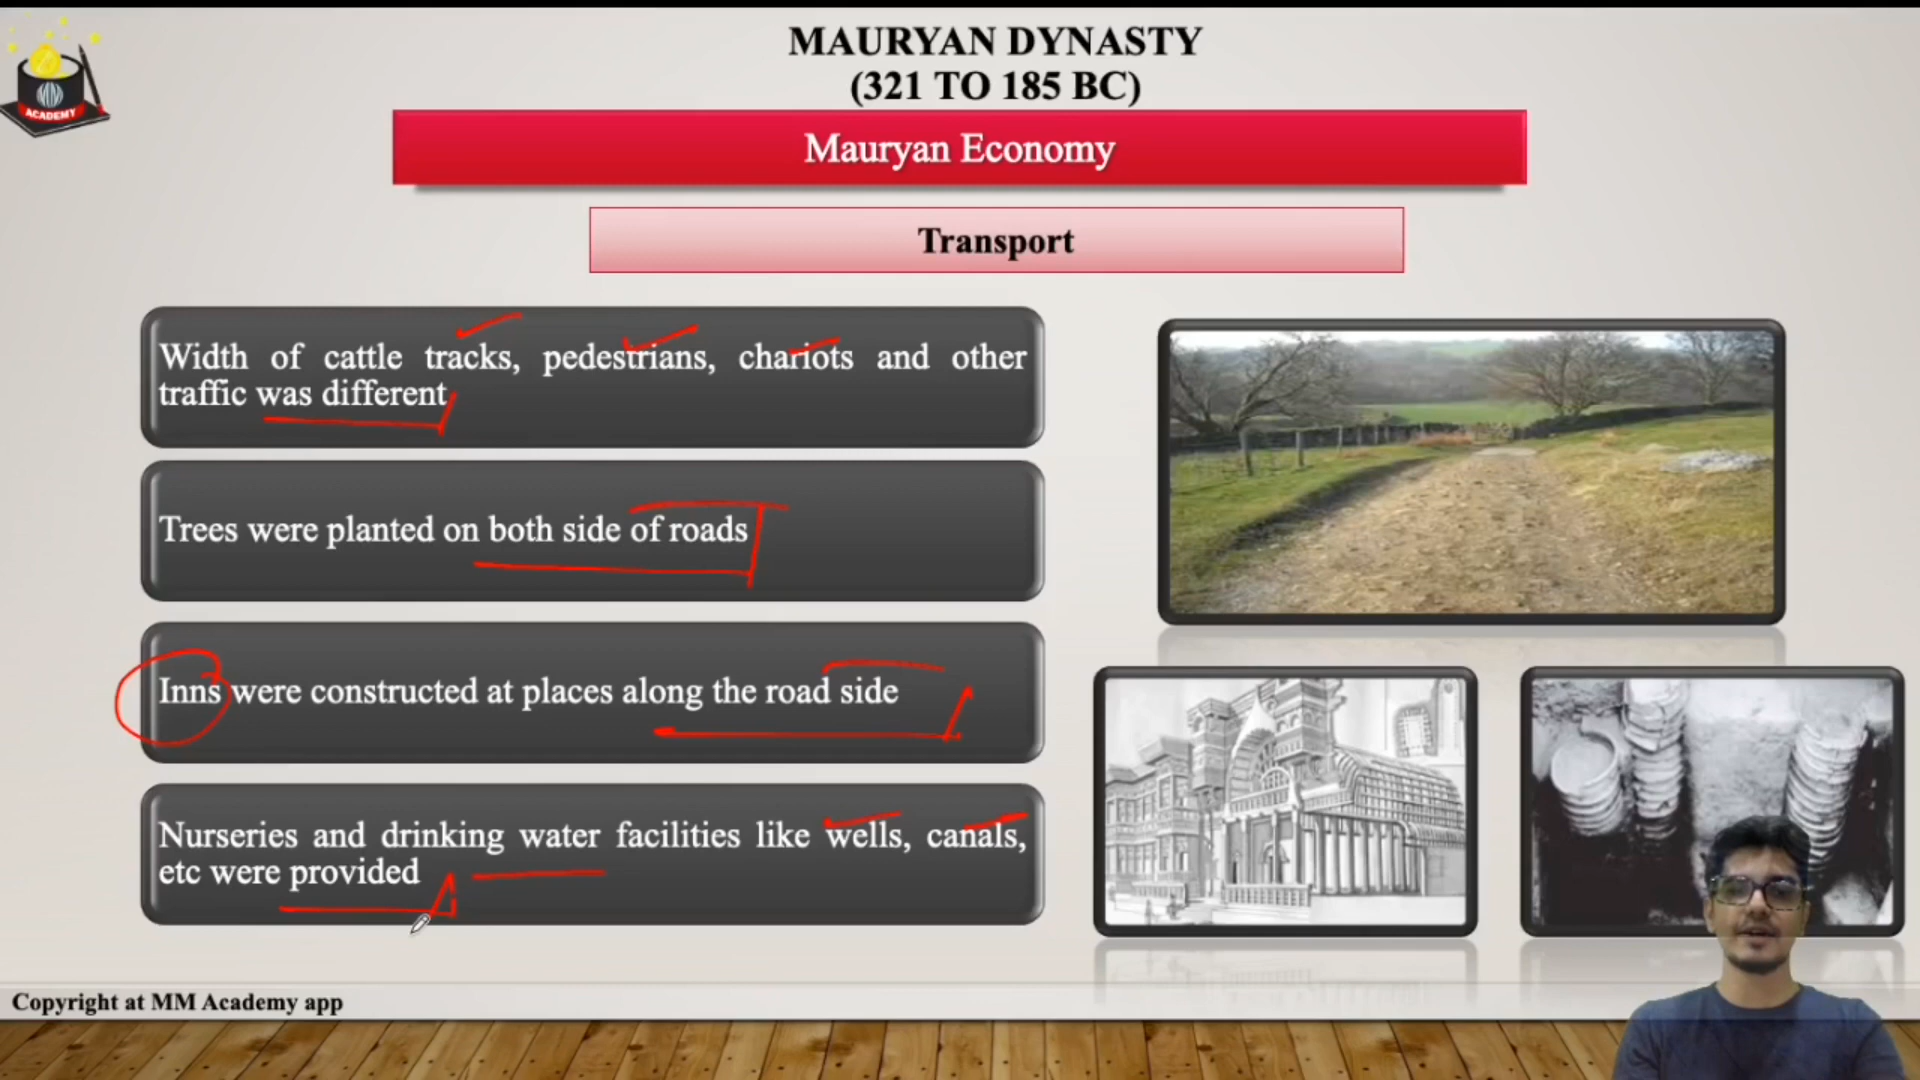 MAURYAN DYNASTY
(321 TO 185 BC)
ACADEMY
Mauryan Economy
Transport
Width of cattle tracks, pedestrians, chariots and other
traffic was different
Trees were planted on both side of roads
Inns were constructed at places along the road side
Nurseries and drinking water facilities like wells, canals,
etc were provided
Copyright at MM Academy app